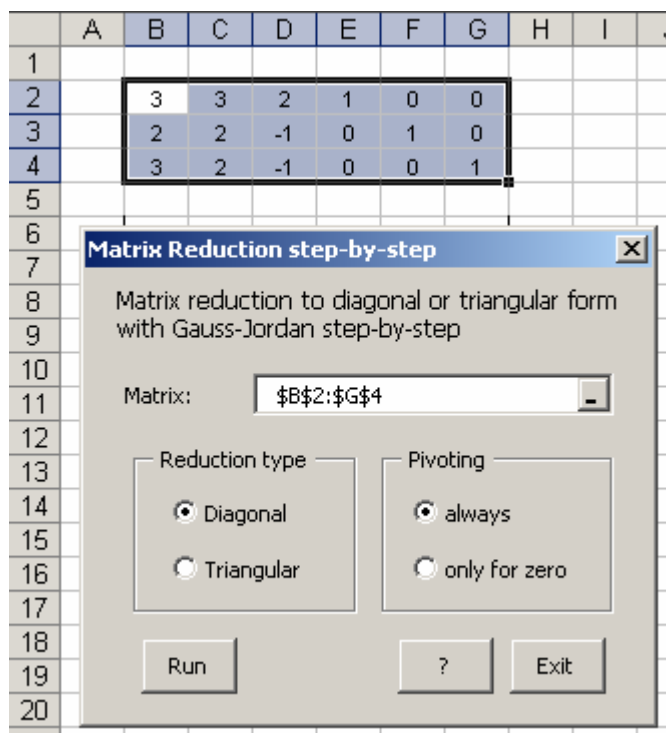 A B C D E F G H I
1
2 3 3 2 1 0 0
3 2 2 -1 0 1 0
4 3 2 -1 0 0 1
5
6
7
8
9
10
11
12
13
14
15
16
17
18
19
20
Matrix Reduction step-by-step
Matrix reduction to diagonal or triangular form
with Gauss-Jordan step-by-step
Matrix: $B$2:$G$4
Reduction type Pivoting
Diagonal always
Triangular only for zero
Run ? Exit